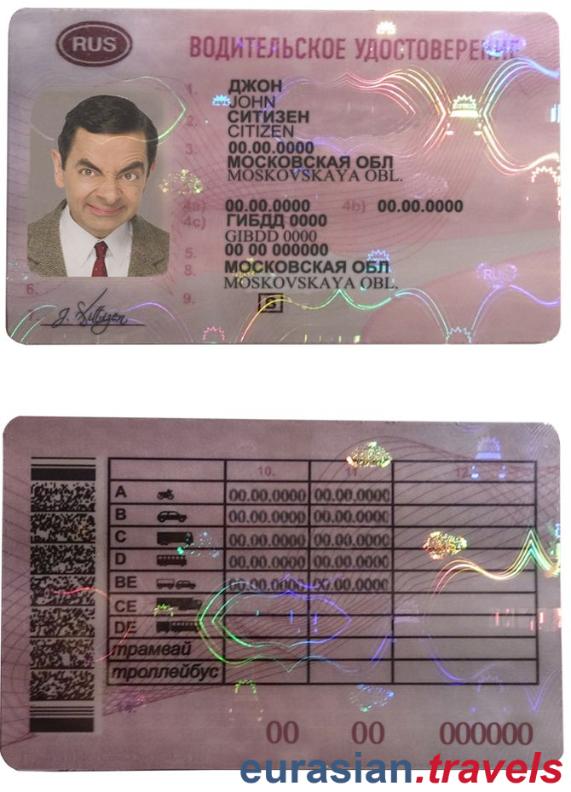 RUS
ВОДИТЕЛЬСКОЕ УДОСТОВЕРЕНИЕ
1. ДЖОН
JOHN
2. СИТИЗЕН
CITIZEN
3. 00.00.0000
МОСКОВСКАЯ ОБЛ
MOSKOVSKAYA OBL.
4a) 00.00.0000 4b) 00.00.0000
4c) ГИБДД 0000
GIBDD 0000
5. 00 00 000000
8. МОСКОВСКАЯ ОБЛ
MOSKOVSKAYA OBL.
6.
9. B
J. Sitizen
RUS
10. 11. 12.
A 00.00.0000 00.00.0000
B 00.00.0000 00.00.0000
C 00.00.0000 00.00.0000
D 00.00.0000 00.00.0000
BE 00.00.0000 00.00.0000
CE
DE
трамвай
троллейбус
14.
00 00 000000
eurasian.travels